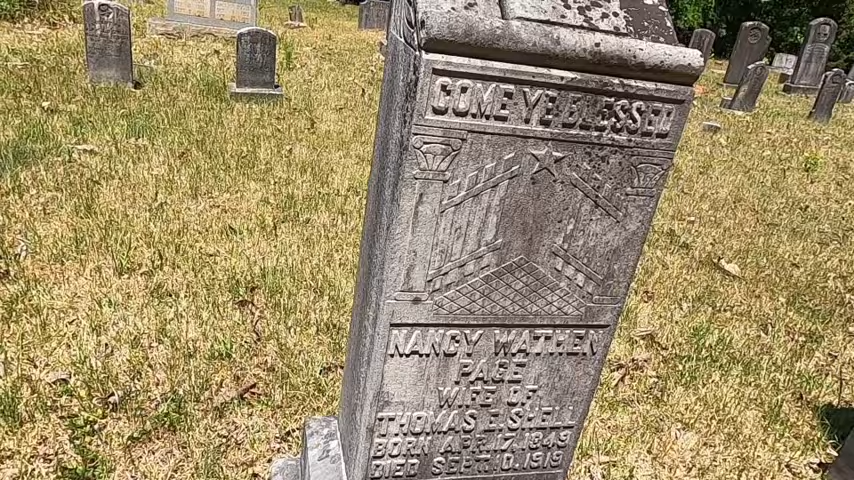 COME YE BLESSED
NANCY WATHEN
PAGE
WIFE OF
THOMAS E. SHELL
BORN APR. 17. 1849
DIED SEPT. 10. 1919